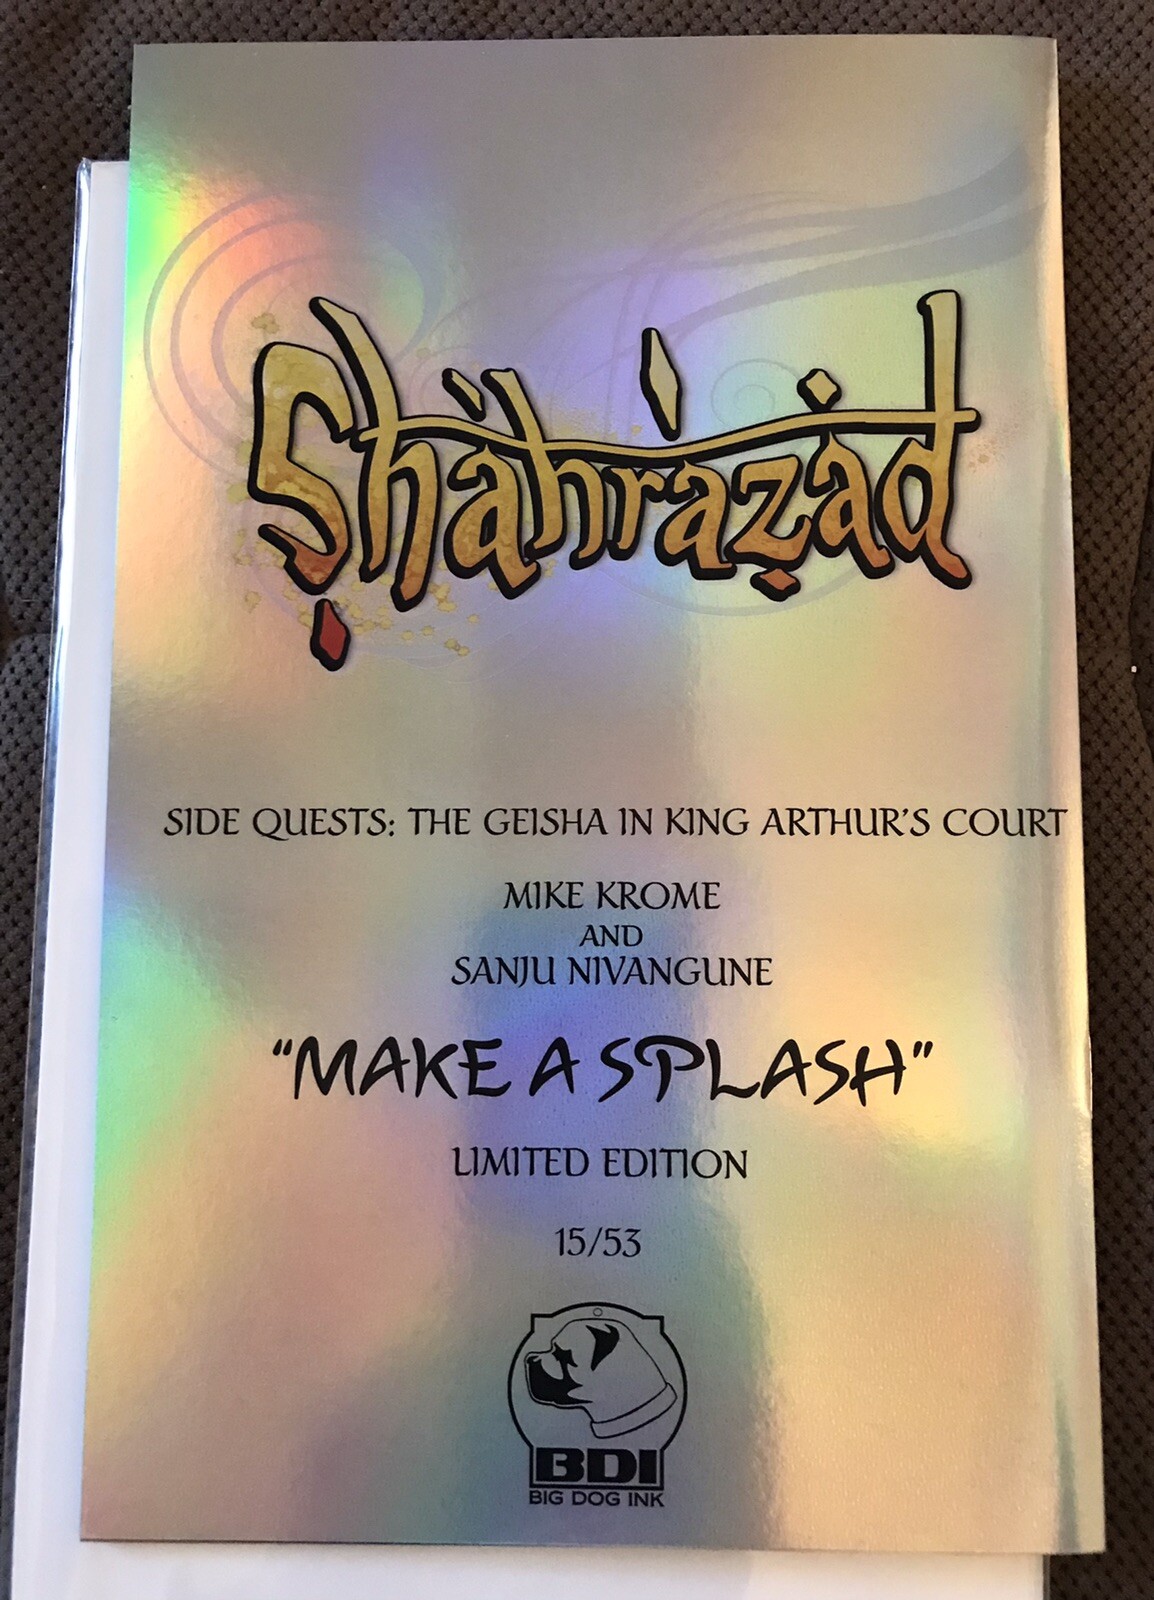 Shahrazad
SIDE QUESTS: THE GEISHA IN KING ARTHUR'S COURT
MIKE KROME
AND
SANJU NIVANGUNE
"MAKE A SPLASH"
LIMITED EDITION
15/53
BDI
BIG DOG INK